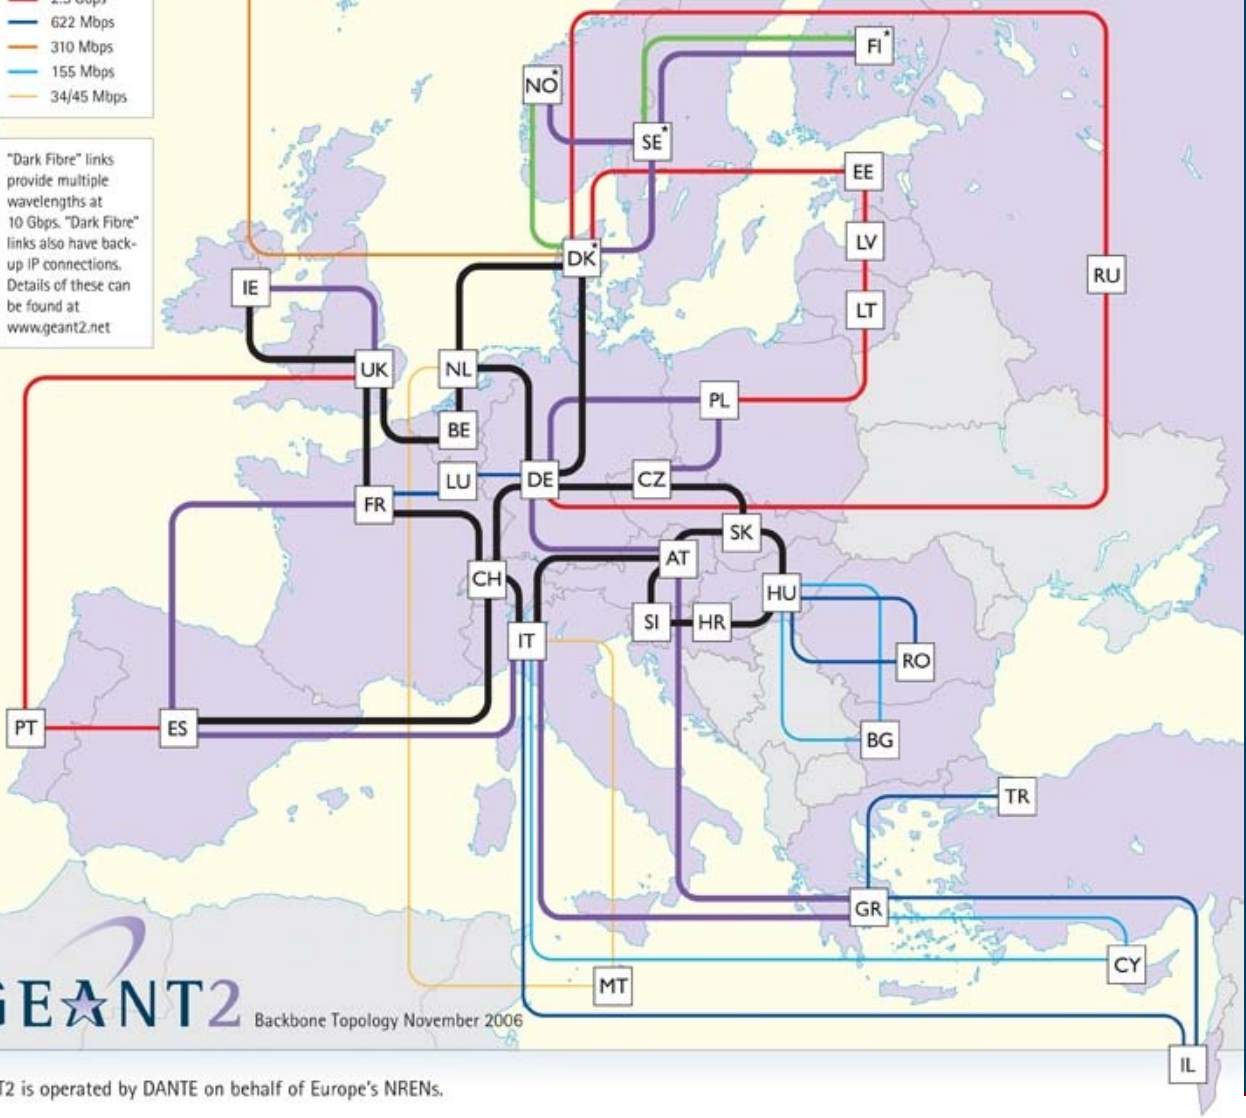 2.5 Gbps
622 Mbps
310 Mbps
155 Mbps
34/45 Mbps
"Dark Fibre" links
provide multiple
wavelengths at
10 Gbps. "Dark Fibre"
links also have back-
up IP connections.
Details of these can
be found at
www.geant2.net
FI*
NO*
SE*
EE
LV
DK*
RU
IE
LT
UK
NL
PL
BE
LU
DE
CZ
FR
SK
AT
CH
HU
SI
HR
IT
RO
PT
ES
BG
TR
GR
CY
MT
GEANT2
Backbone Topology November 2006
IL
T2 is operated by DANTE on behalf of Europe's NRENs.